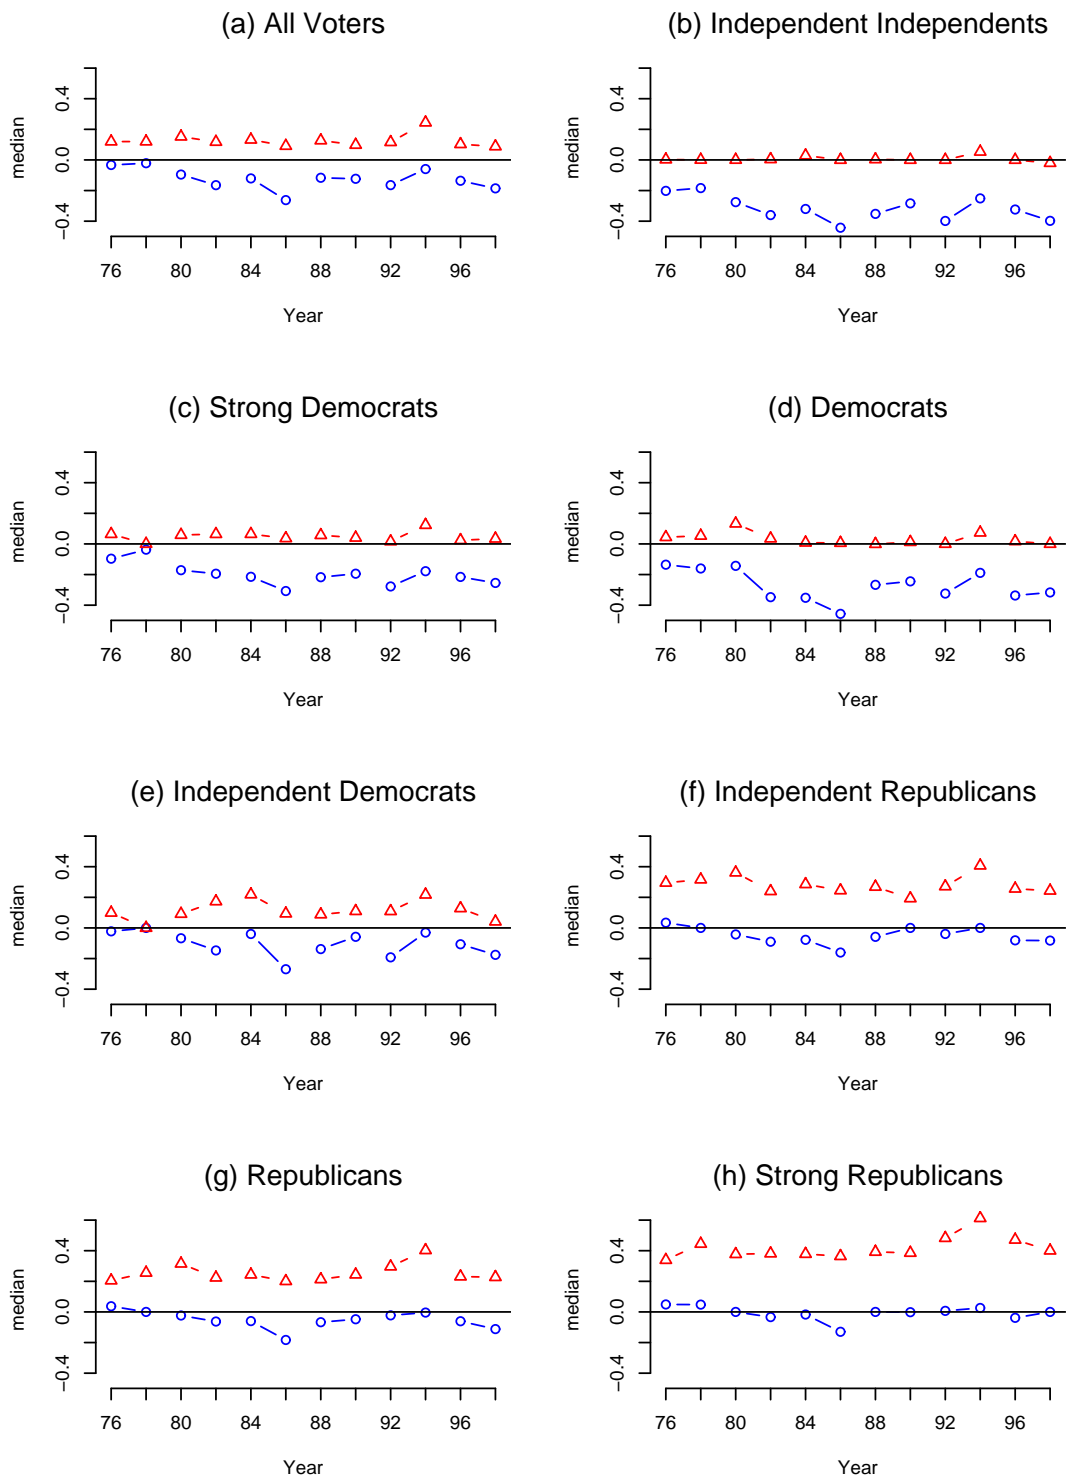 (a) All Voters
median
0.4
0.0
−0.4
76 80 84 88 92 96
Year
(b) Independent Independents
median
0.4
0.0
−0.4
76 80 84 88 92 96
Year
(c) Strong Democrats
median
0.4
0.0
−0.4
76 80 84 88 92 96
Year
(d) Democrats
median
0.4
0.0
−0.4
76 80 84 88 92 96
Year
(e) Independent Democrats
median
0.4
0.0
−0.4
76 80 84 88 92 96
Year
(f) Independent Republicans
median
0.4
0.0
−0.4
76 80 84 88 92 96
Year
(g) Republicans
median
0.4
0.0
−0.4
76 80 84 88 92 96
Year
(h) Strong Republicans
median
0.4
0.0
−0.4
76 80 84 88 92 96
Year